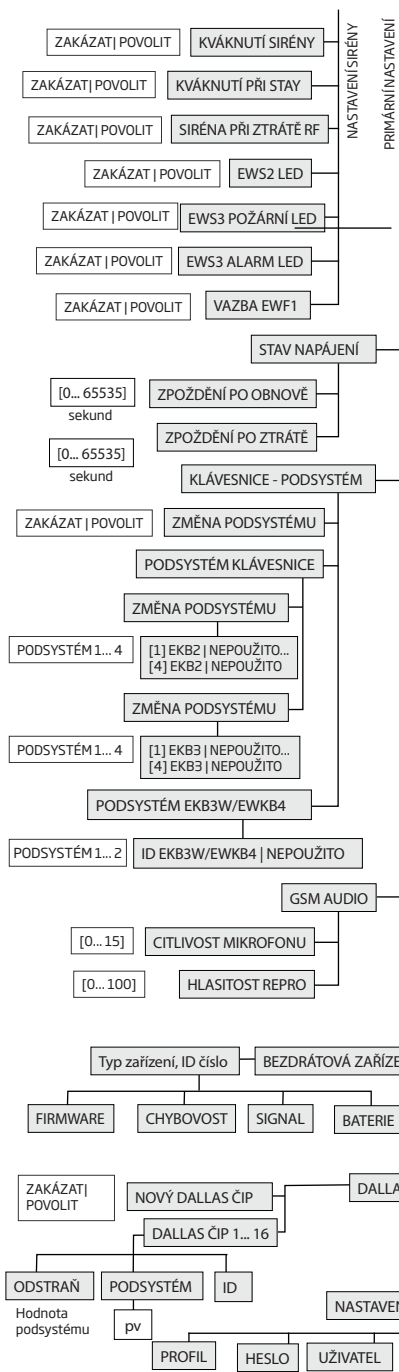 ZAKÁZAT| POVOLIT KVÁKNUTÍ SIRÉNY
ZAKÁZAT| POVOLIT KVÁKNUTÍ PŘI STAY
ZAKÁZAT| POVOLIT SIRÉNA PŘI ZTRÁTĚ RF
ZAKÁZAT | POVOLIT EWS2 LED
ZAKÁZAT | POVOLIT EWS3 POŽÁRNÍ LED
ZAKÁZAT | POVOLIT EWS3 ALARM LED
ZAKÁZAT | POVOLIT VAZBA EWF1
NASTAVENÍ SIRÉNY
PRIMÁRNÍ NASTAVENÍ
STAV NAPÁJENÍ
[0... 65535] ZPOŽDĚNÍ PO OBNOVĚ
sekund
ZPOŽDĚNÍ PO ZTRÁTĚ
[0... 65535]
sekund
KLÁVESNICE - PODSYSTÉM
ZAKÁZAT | POVOLIT ZMĚNA PODSYSTÉMU
PODSYSTÉM KLÁVESNICE
ZMĚNA PODSYSTÉMU
PODSYSTÉM 1... 4 [1] EKB2 | NEPOUŽITO...
[4] EKB2 | NEPOUŽITO
ZMĚNA PODSYSTÉMU
PODSYSTÉM 1... 4 [1] EKB3 | NEPOUŽITO...
[4] EKB3 | NEPOUŽITO
PODSYSTÉM EKB3W/EWKB4
PODSYSTÉM 1... 2 ID EKB3W/EWKB4 | NEPOUŽITO
GSM AUDIO
[0... 15] CITLIVOST MIKROFONU
[0... 100] HLASITOST REPRO
Typ zařízení, ID číslo BEZDRÁTOVÁ ZAŘÍZE
FIRMWARE CHYBOVOST SIGNAL BATERIE
ZAKÁZAT|
POVOLIT
NOVÝ DALLAS ČIP DALLA
DALLAS ČIP 1... 16
ODSTRAŇ PODSYSTÉM ID
Hodnota
podsystému
pv
NASTAVEN
PROFIL HESLO UŽIVATEL